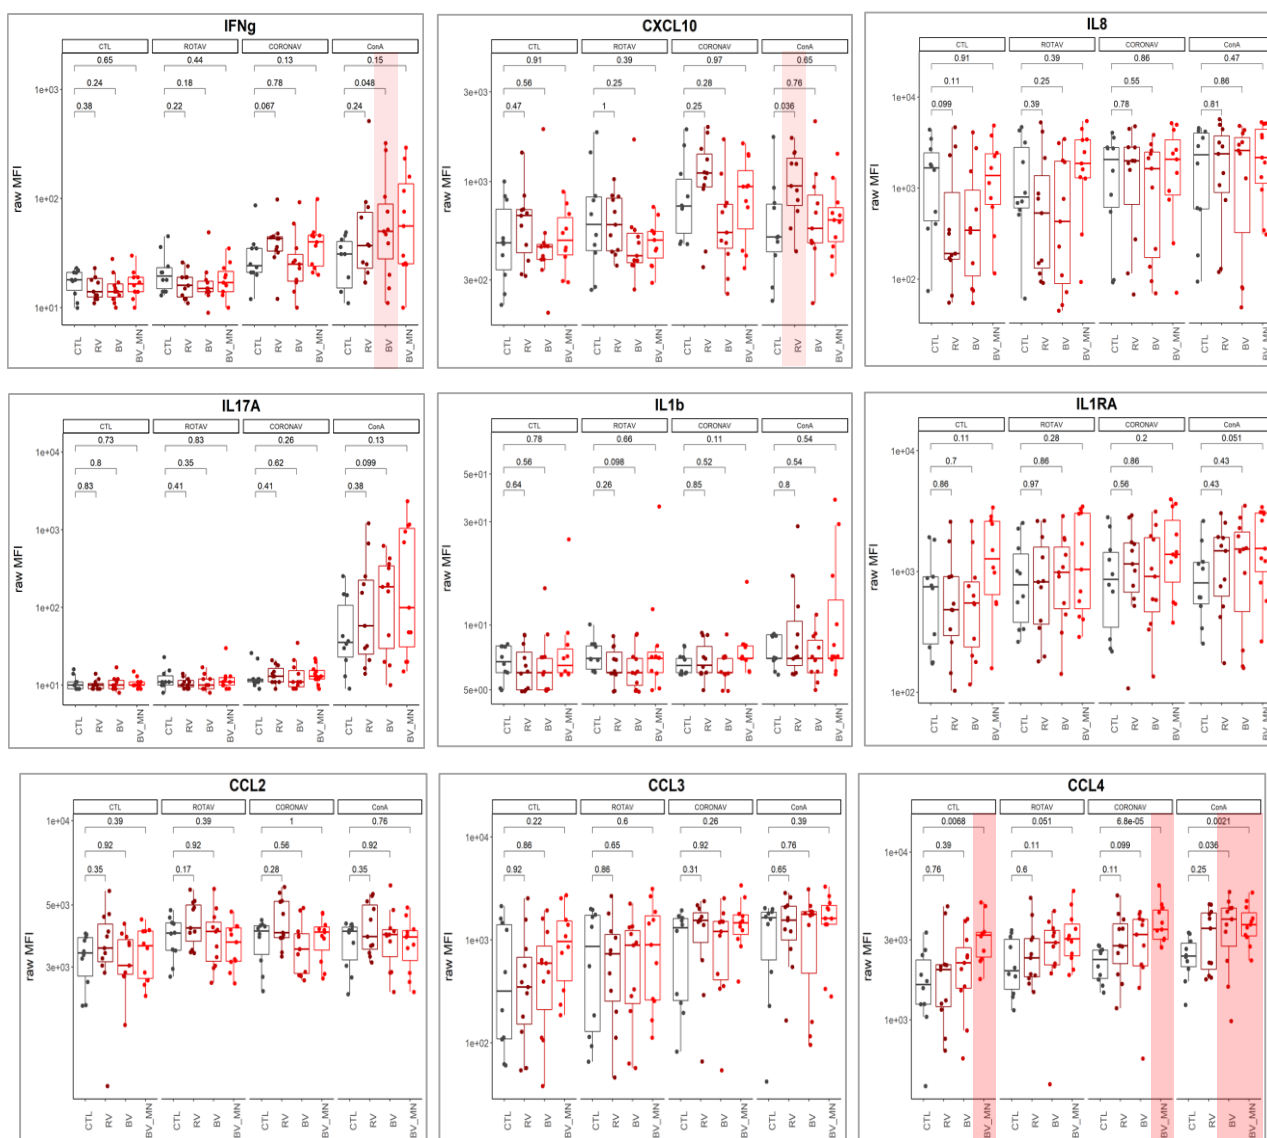 IFNg
CTL ROTAV CORONAV ConA
0.65 0.44 0.13 0.15
0.24 0.18 0.78 0.048
0.38 0.22 0.067 0.24
1e+03
1e+02
1e+01
raw MFI
CTL RV BV BV_MN CTL RV BV BV_MN CTL RV BV BV_MN CTL RV BV BV_MN
CXCL10
CTL ROTAV CORONAV ConA
0.91 0.39 0.97 0.65
0.56 0.25 0.28 0.76
0.47 1 0.25 0.036
3e+03
1e+03
3e+02
raw MFI
CTL RV BV BV_MN CTL RV BV BV_MN CTL RV BV BV_MN CTL RV BV BV_MN
IL8
CTL ROTAV CORONAV ConA
0.91 0.39 0.86 0.47
0.11 0.25 0.55 0.86
0.099 0.39 0.78 0.81
1e+04
1e+03
1e+02
raw MFI
CTL RV BV BV_MN CTL RV BV BV_MN CTL RV BV BV_MN CTL RV BV BV_MN
IL17A
CTL ROTAV CORONAV ConA
0.73 0.83 0.26 0.13
0.8 0.35 0.62 0.099
0.83 0.41 0.41 0.38
1e+04
1e+03
1e+02
1e+01
raw MFI
CTL RV BV BV_MN CTL RV BV BV_MN CTL RV BV BV_MN CTL RV BV BV_MN
IL1b
CTL ROTAV CORONAV ConA
0.78 0.66 0.11 0.54
0.56 0.098 0.52 0.54
0.64 0.26 0.85 0.8
5e+01
3e+01
1e+01
5e+00
raw MFI
CTL RV BV BV_MN CTL RV BV BV_MN CTL RV BV BV_MN CTL RV BV BV_MN
IL1RA
CTL ROTAV CORONAV ConA
0.11 0.28 0.2 0.051
0.7 0.86 0.86 0.43
0.86 0.97 0.56 0.43
1e+04
1e+03
1e+02
raw MFI
CTL RV BV BV_MN CTL RV BV BV_MN CTL RV BV BV_MN CTL RV BV BV_MN
CCL2
CTL ROTAV CORONAV ConA
0.39 0.39 1 0.76
0.92 0.92 0.56 0.92
0.35 0.17 0.28 0.35
1e+04
5e+03
3e+03
raw MFI
CTL RV BV BV_MN CTL RV BV BV_MN CTL RV BV BV_MN CTL RV BV BV_MN
CCL3
CTL ROTAV CORONAV ConA
0.22 0.6 0.26 0.39
0.86 0.65 0.92 0.76
0.92 0.86 0.31 0.65
1e+04
1e+03
1e+02
raw MFI
CTL RV BV BV_MN CTL RV BV BV_MN CTL RV BV BV_MN CTL RV BV BV_MN
CCL4
CTL ROTAV CORONAV ConA
0.0068 0.051 6.8e-05 0.0021
0.39 0.11 0.099 0.036
0.76 0.6 0.11 0.25
1e+04
3e+03
1e+03
raw MFI
CTL RV BV BV_MN CTL RV BV BV_MN CTL RV BV BV_MN CTL RV BV BV_MN